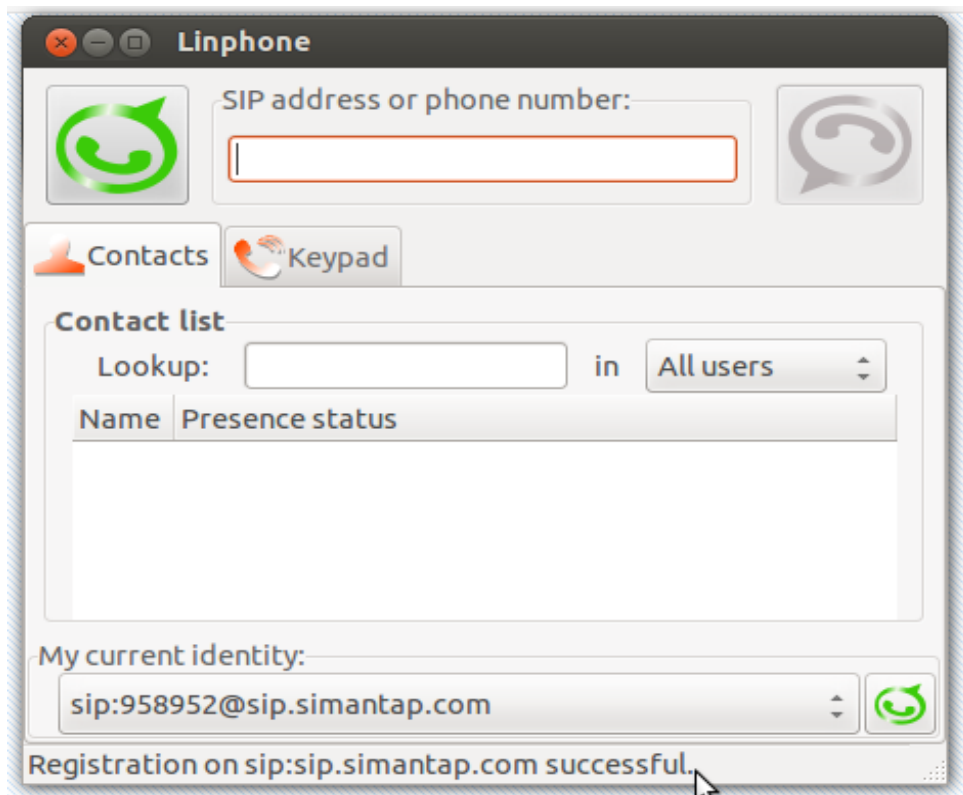 Linphone
SIP address or phone number:
Contacts
Keypad
Contact list
Lookup:
in
All users
Name
Presence status
My current identity:
sip:958952@sip.simantap.com
Registration on sip:sip.simantap.com successful.